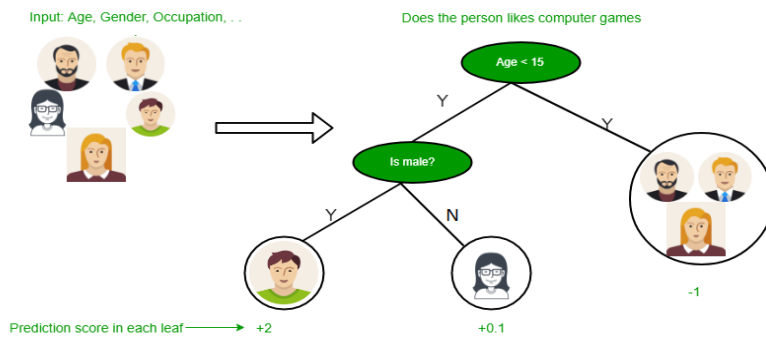 Input: Age, Gender, Occupation, . .
Does the person likes computer games
Age < 15
Y
Y
Is male?
Y
N
-1
Prediction score in each leaf
+2
+0.1